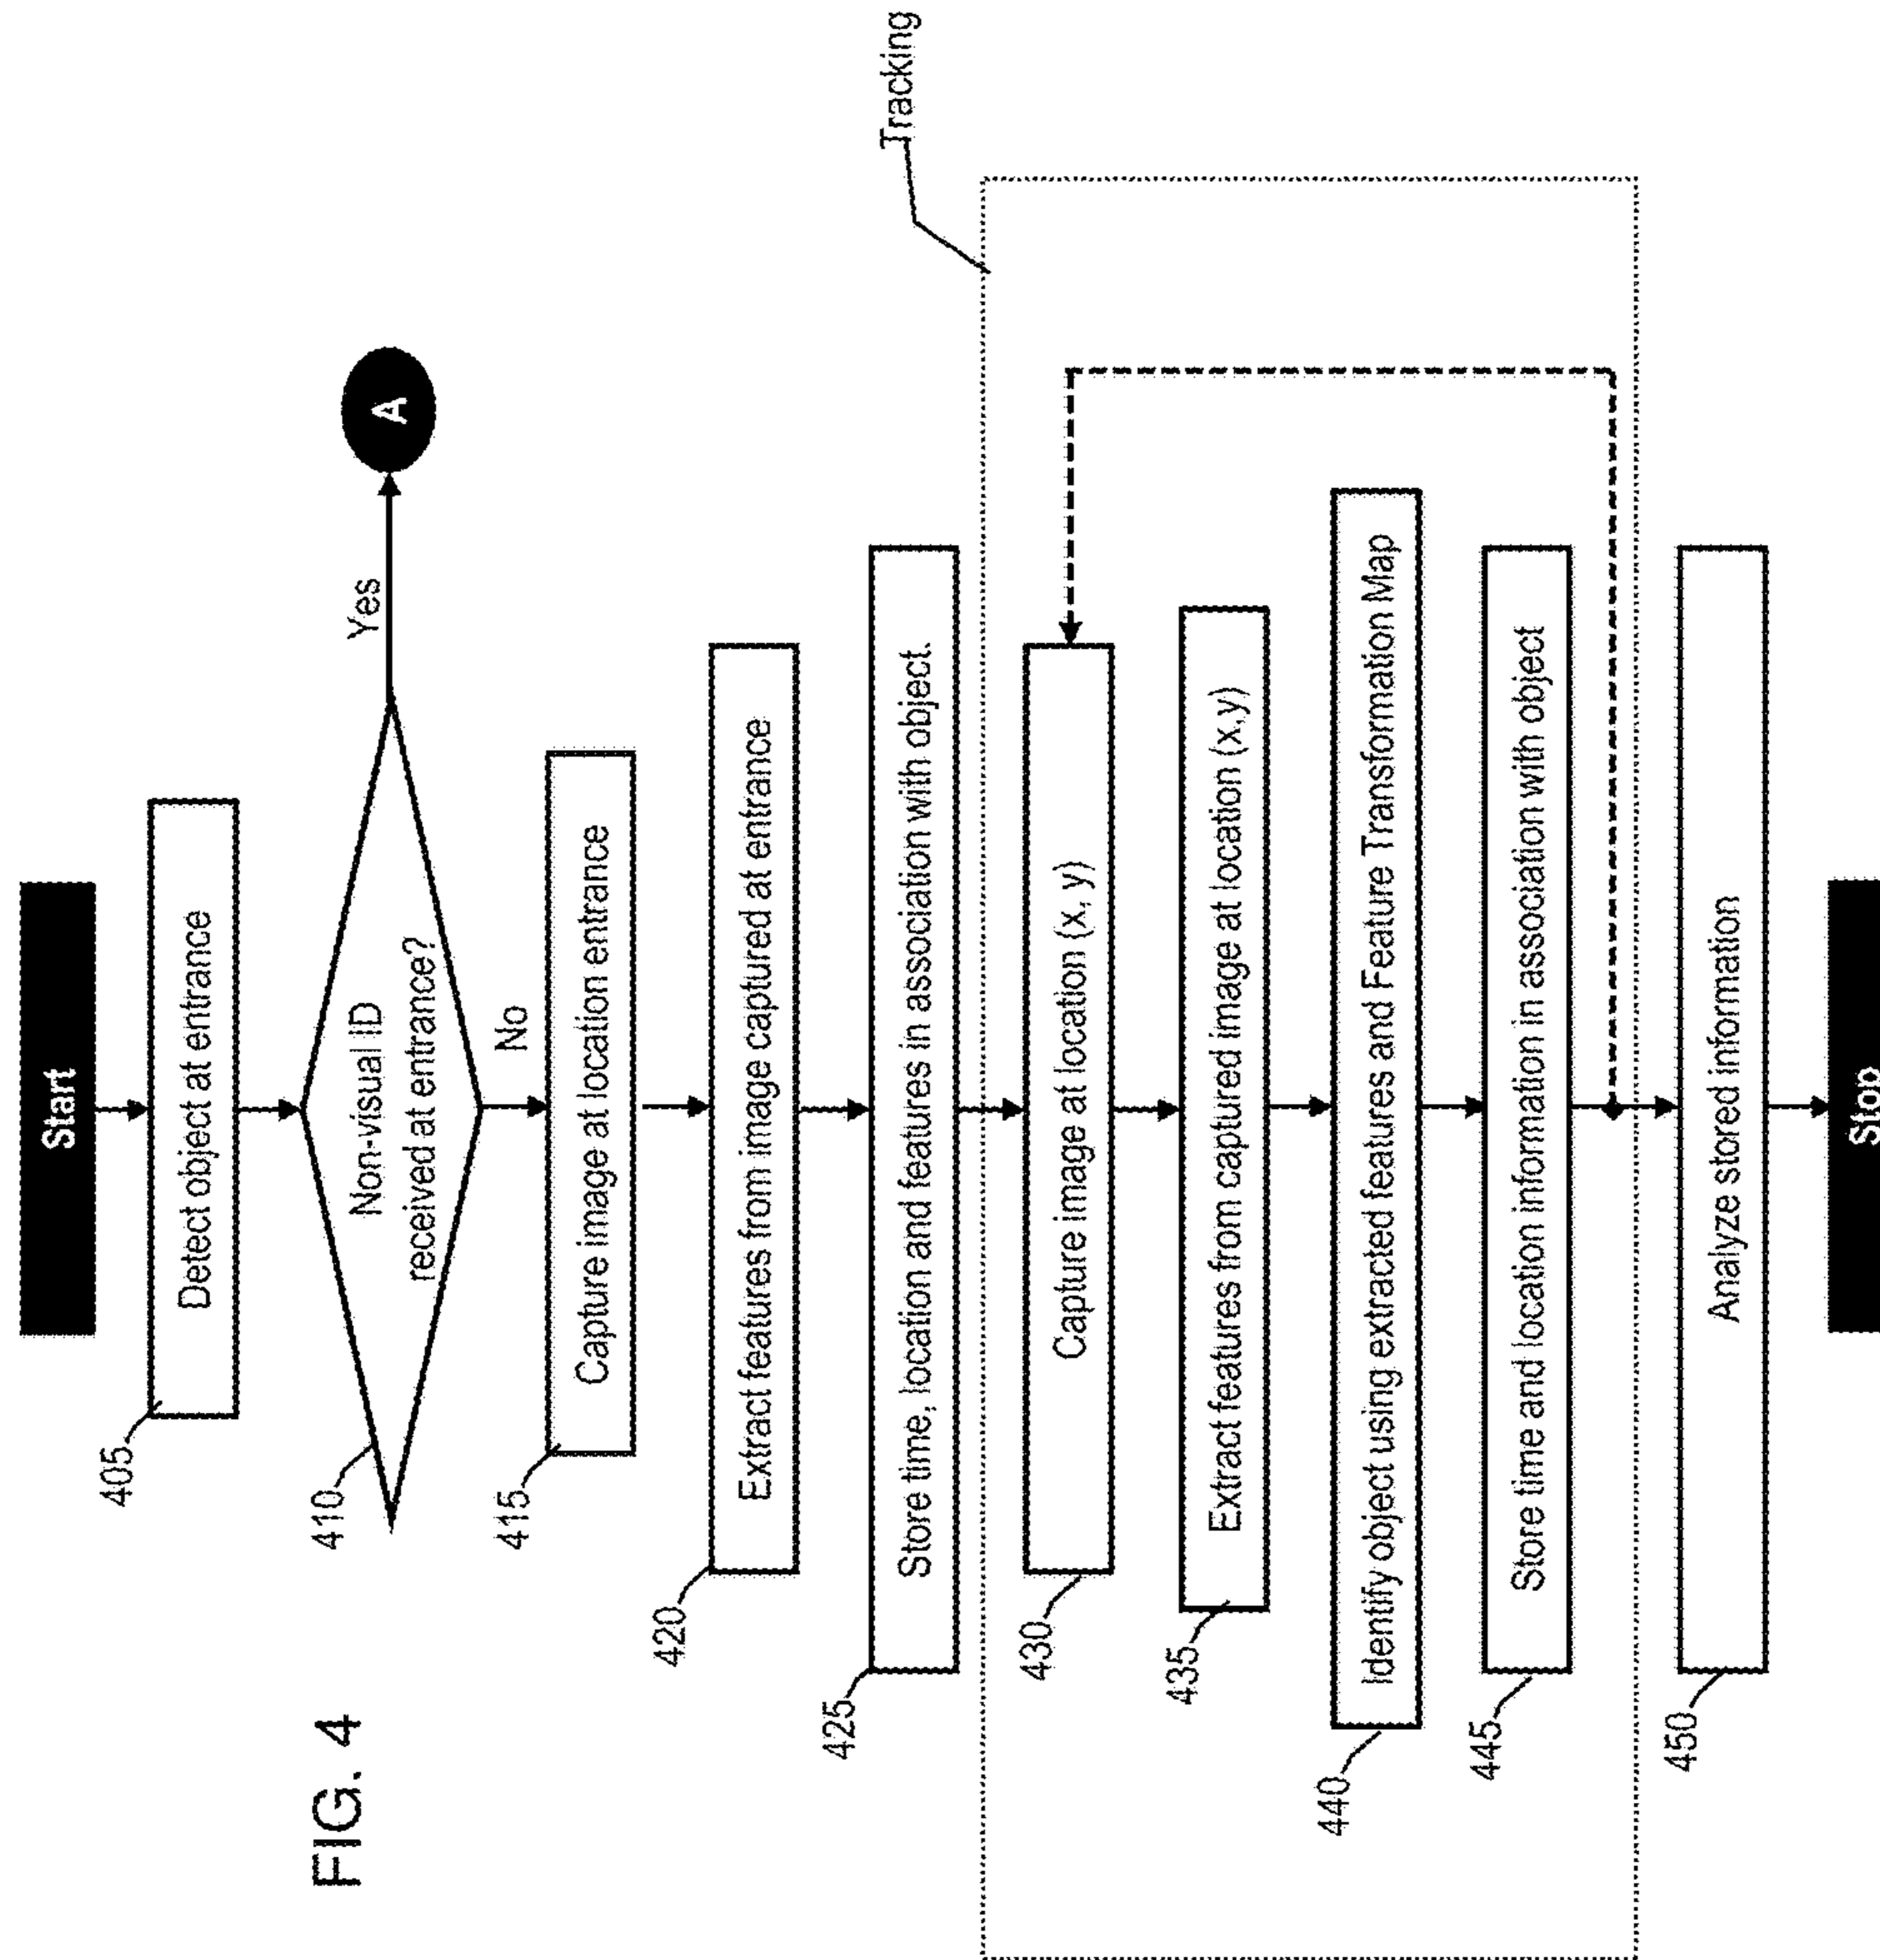 FIG. 4
Start
405
Detect object at entrance
410
Non-visual ID
received at entrance?
Yes
A
No
415
Capture image at location entrance
420
Extract features from image captured at entrance
425
Store time, location and features in association with object.
Tracking
430
Capture image at location (x, y)
435
Extract features from captured image at location (x,y)
440
Identify object using extracted features and Feature Transformation Map
445
Store time and location information in association with object
450
Analyze stored information
Stop